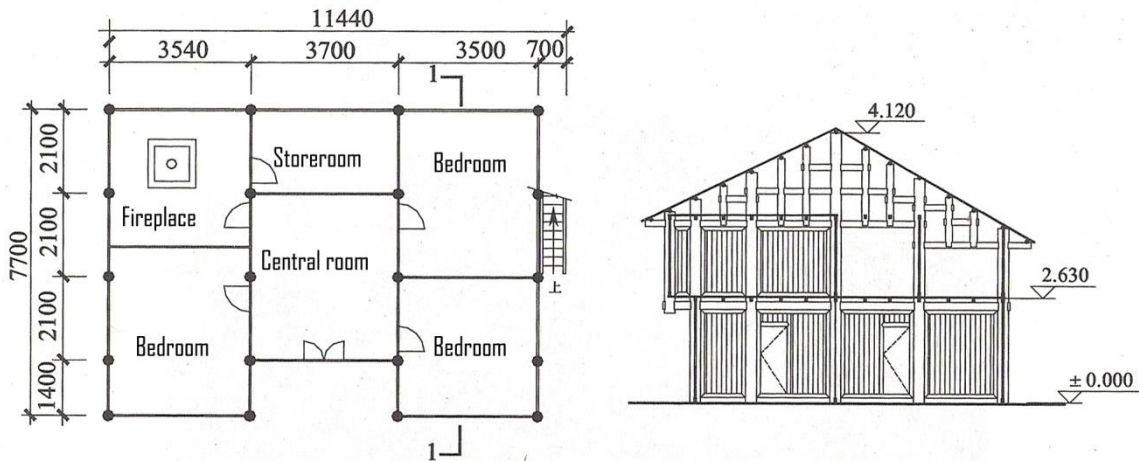 11440
3540 3700 3500 700
1
2100
2100
2100
1400
7700
Storeroom
Bedroom
Fireplace
Central room
上
Bedroom
Bedroom
1
4.120
2.630
± 0.000